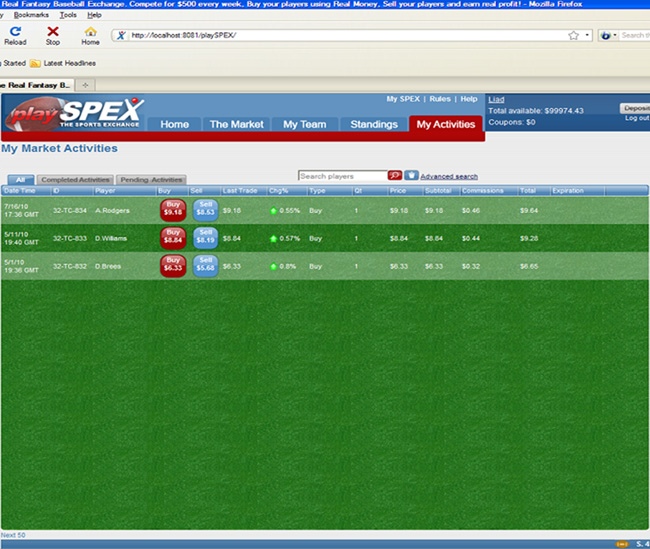 Real Fantasy Baseball Exchange. Compete for $500 every week. Buy your players using Real Money, Sell your players and earn real profit! - Mozilla Firefox
Bookmarks Tools Help
Reload Stop Home http://localhost:8081/playSPEX/
Started Latest Headlines
e Real Fantasy B...
play SPEX
THE SPORTS EXCHANGE
My SPEX | Rules | Help
Liad
Total available: $99974.43
Coupons: $0
Deposit
Log out
Home The Market My Team Standings My Activities
My Market Activities
All Completed Activities Pending Activities Search players Advanced search
Date Time ID Player Buy Sell Last Trade Chg% Type Qt Price Subtotal Commissions Total Expiration
7/16/10 17:36 GMT 32-TC-834 A.Rodgers Buy $9.18 Sell $8.53 $9.18 0.55% Buy 1 $9.18 $9.18 $0.46 $9.64
5/11/10 19:40 GMT 32-TC-833 D.Williams Buy $8.84 Sell $8.19 $8.84 0.57% Buy 1 $8.84 $8.84 $0.44 $9.28
5/1/10 19:36 GMT 32-TC-832 D.Brees Buy $6.33 Sell $5.68 $6.33 0.8% Buy 1 $6.33 $6.33 $0.32 $6.65
Next 50
S. 4